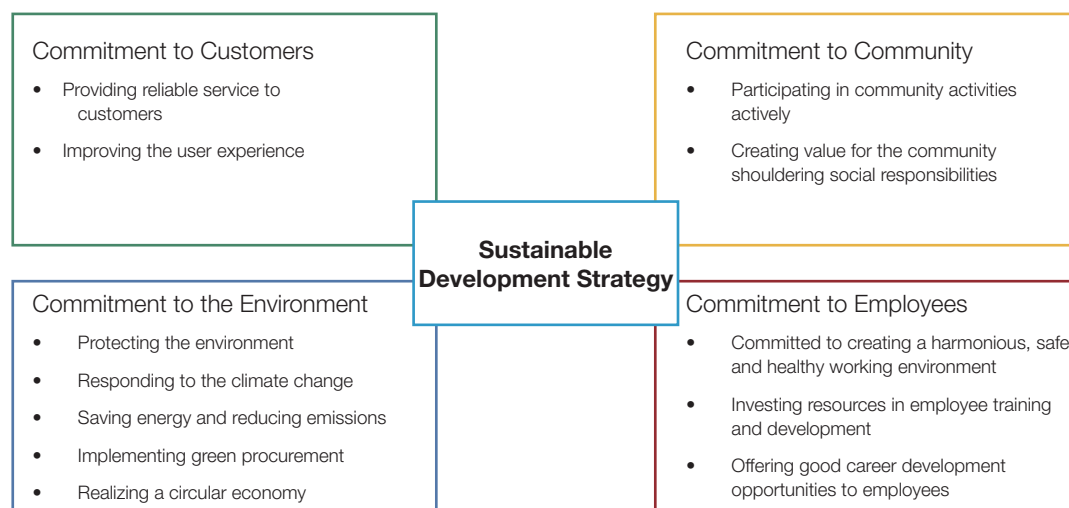 Commitment to Customers
• Providing reliable service to
customers
• Improving the user experience
Commitment to Community
• Participating in community activities
actively
• Creating value for the community
shouldering social responsibilities
Sustainable
Development Strategy
Commitment to the Environment
• Protecting the environment
• Responding to the climate change
• Saving energy and reducing emissions
• Implementing green procurement
• Realizing a circular economy
Commitment to Employees
• Committed to creating a harmonious, safe
and healthy working environment
• Investing resources in employee training
and development
• Offering good career development
opportunities to employees